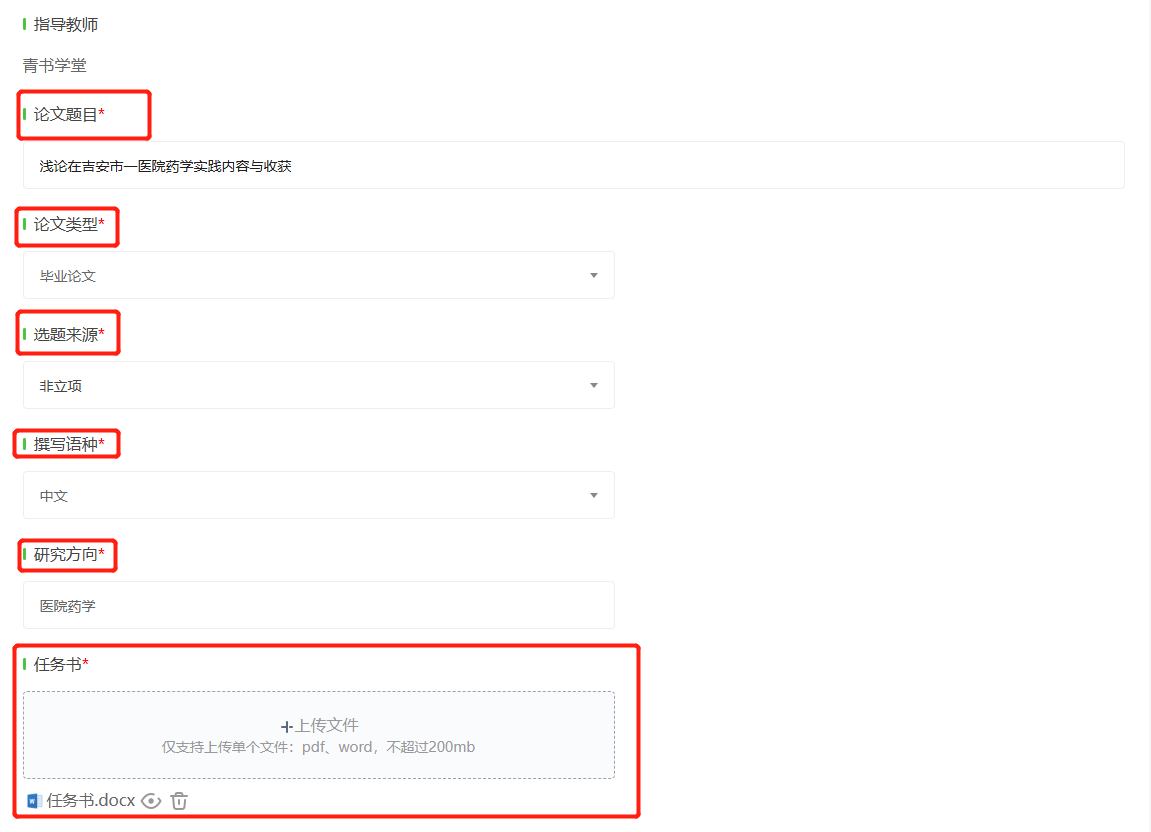 指导教师
青书学堂
论文题目*
浅论在吉安市一医院药学实践内容与收获
论文类型*
毕业论文
选题来源*
非立项
撰写语种*
中文
研究方向*
医院药学
任务书*
+上传文件
仅支持上传单个文件：pdf、word，不超过200mb
任务书.docx